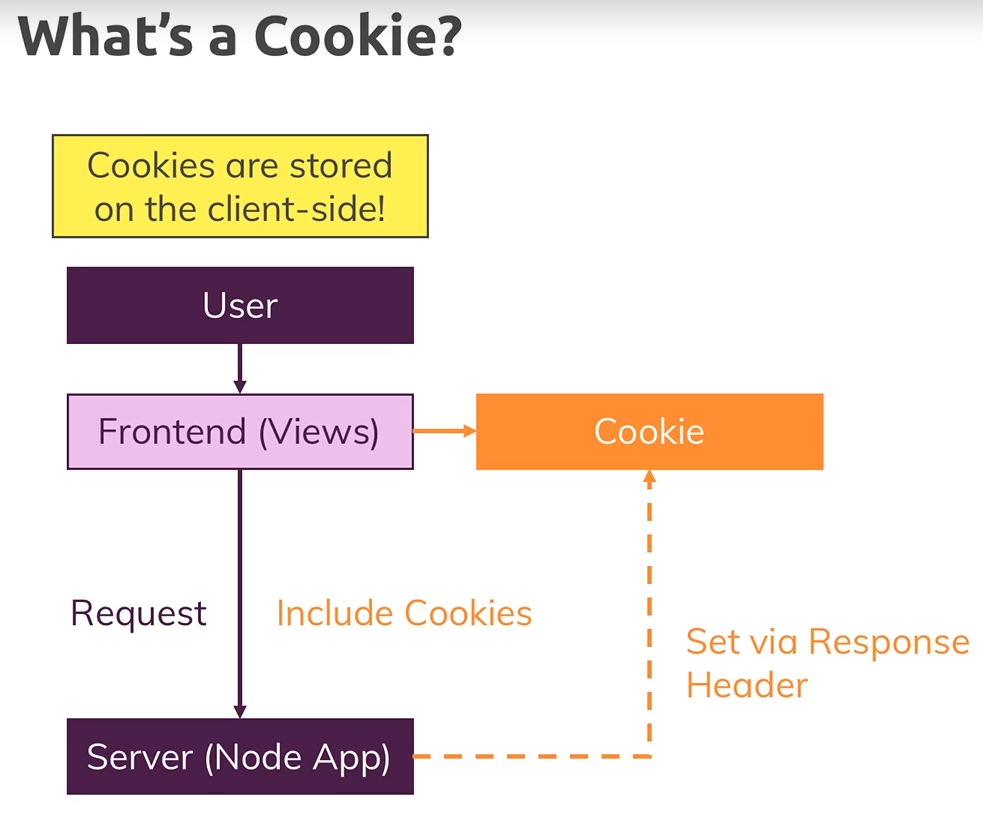 What's a Cookie?
Cookies are stored
on the client-side!
User
Frontend (Views)
Cookie
Request
Include Cookies
Set via Response
Header
Server (Node App)